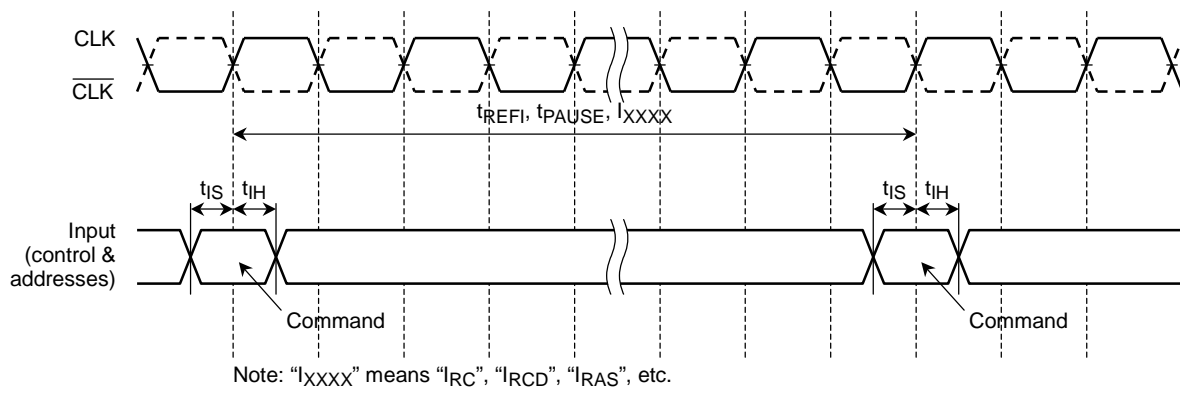 CLK
CLK
tREFI, tPAUSE, IXXXX
tIS tIH tIS tIH
Input
(control &
addresses)
Command Command
Note: “IXXXX” means “IRC”, “IRCD”, “IRAS”, etc.